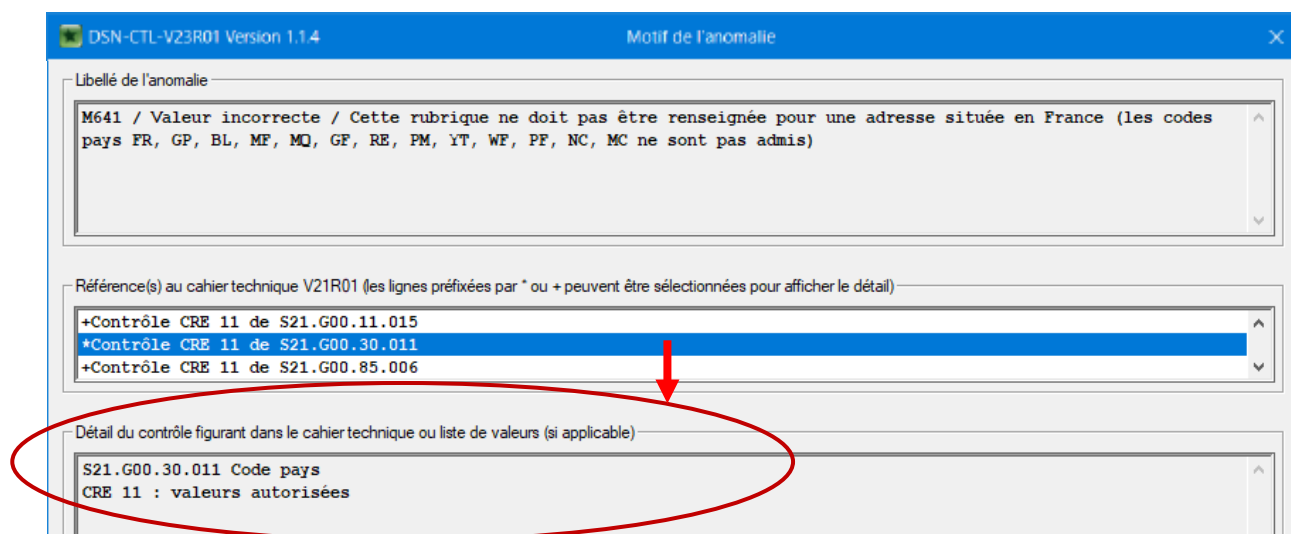 DSN-CTL-V23R01 Version 1.1.4 Motif de l'anomalie
Libellé de l'anomalie
M641 / Valeur incorrecte / Cette rubrique ne doit pas être renseignée pour une adresse située en France (les codes
pays FR, GP, BL, MF, MQ, GF, RE, PM, YT, WF, PF, NC, MC ne sont pas admis)
Référence(s) au cahier technique V21R01 (les lignes préfixées par * ou + peuvent être sélectionnées pour afficher le détail)
+Contrôle CRE 11 de S21.G00.11.015
*Contrôle CRE 11 de S21.G00.30.011
+Contrôle CRE 11 de S21.G00.85.006
Détail du contrôle figurant dans le cahier technique ou liste de valeurs (si applicable)
S21.G00.30.011 Code pays
CRE 11 : valeurs autorisées